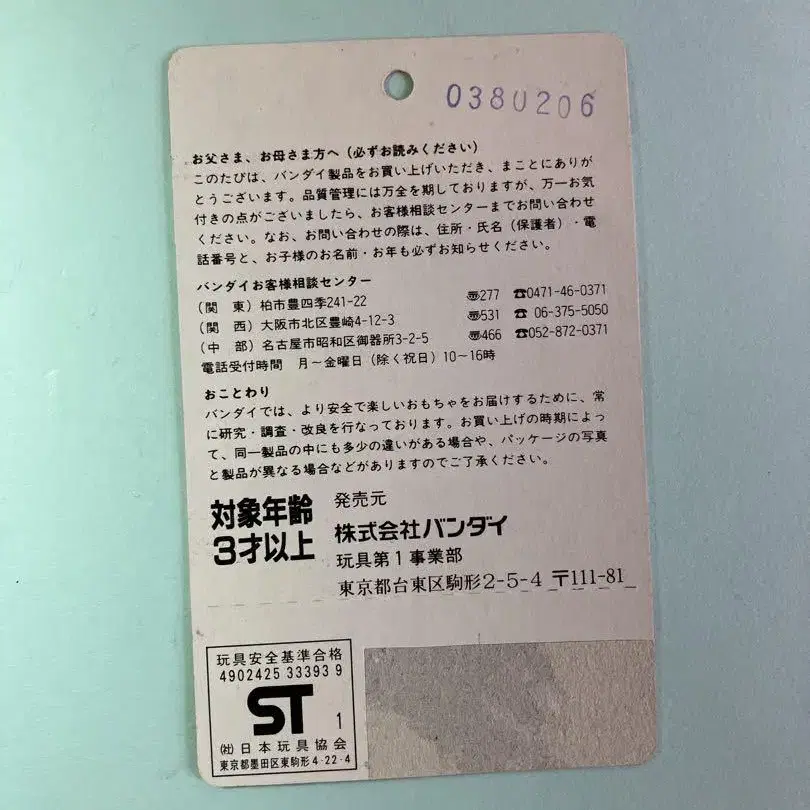 0380206
お父さま、お母さま方へ（必ずお読みください）
このたびは、バンダイ製品をお買い上げいただき、まことにありが
とうございます。品質管理には万全を期しておりますが、万一お気
付きの点がございましたら、お客様相談センターまでお問い合わせ
ください。なお、お問い合わせの際は、住所・氏名（保護者）・電
話番号と、お子様のお名前・お年も必ずお知らせください。
バンダイお客様相談センター
（関　東）柏市豊四季241-22 〠277 ☎0471-46-0371
（関　西）大阪市北区豊崎4-12-3 〠531 ☎ 06-375-5050
（中　部）名古屋市昭和区御器所3-2-5 〠466 ☎052-872-0371
電話受付時間　月～金曜日（除く祝日）10～16時
おことわり
バンダイでは、より安全で楽しいおもちゃをお届けするために、常
に研究・調査・改良を行なっております。お買い上げの時期によっ
て、同一製品の中にも多少の違いがある場合や、パッケージの写真
と製品が異なる場合などがありますのでご了承ください。
対象年齢
3才以上
発売元
株式会社バンダイ
玩具第1事業部
東京都台東区駒形2-5-4 〒111-81
玩具安全基準合格
4902425 33393 9
ST 1
㈳日本玩具協会
東京都墨田区東駒形4-22-4